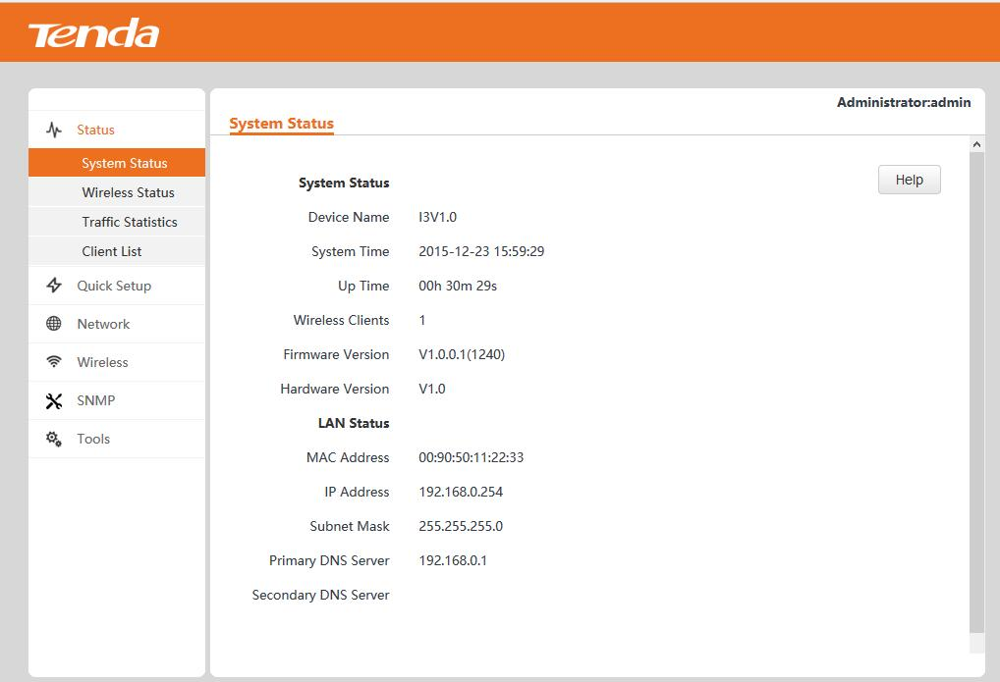 Tenda
Administrator:admin
Status
System Status
Wireless Status
Traffic Statistics
Client List
Quick Setup
Network
Wireless
SNMP
Tools
System Status
Help
System Status
Device Name I3V1.0
System Time 2015-12-23 15:59:29
Up Time 00h 30m 29s
Wireless Clients 1
Firmware Version V1.0.0.1(1240)
Hardware Version V1.0
LAN Status
MAC Address 00:90:50:11:22:33
IP Address 192.168.0.254
Subnet Mask 255.255.255.0
Primary DNS Server 192.168.0.1
Secondary DNS Server